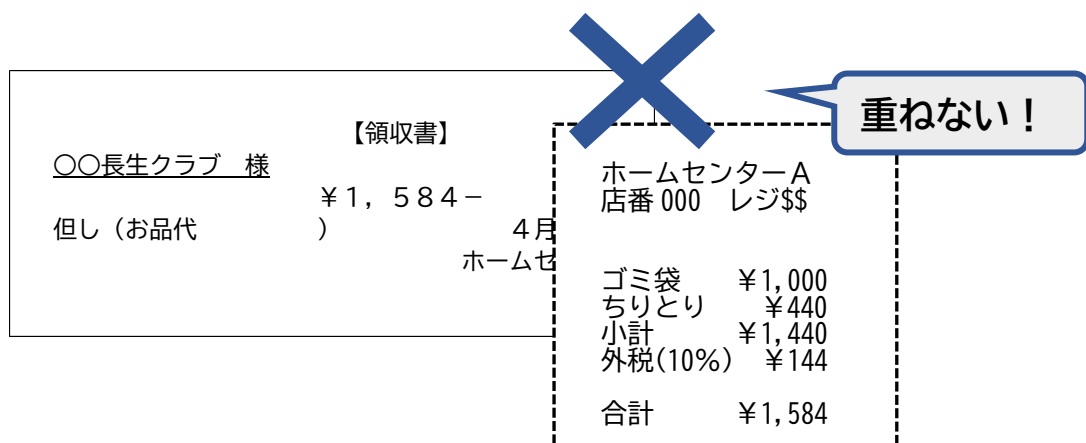 重ねない！
【領収書】
〇〇長生クラブ　様
￥１，５８４－
但し（お品代　　　　　）　　　　　　　４月
ホームセ
ホームセンターA
店番 000　レジ$$
ゴミ袋　　￥1,000
ちりとり　　￥440
小計　　　￥1,440
外税(10%)　￥144
合計　　　￥1,584